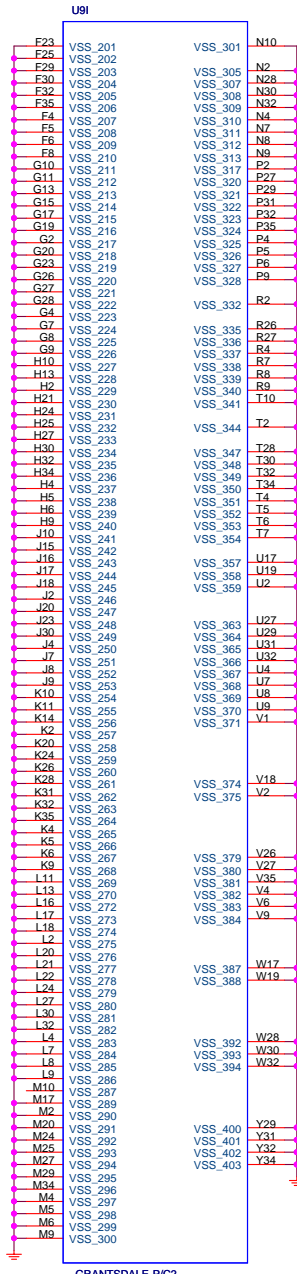 U9I
F23 VSS_201
F25 VSS_202
F29 VSS_203
F30 VSS_204
F32 VSS_205
F35 VSS_206
F4 VSS_207
F5 VSS_208
F6 VSS_209
F8 VSS_210
G10 VSS_211
G11 VSS_212
G13 VSS_213
G15 VSS_214
G17 VSS_215
G19 VSS_216
G2 VSS_217
G20 VSS_218
G23 VSS_219
G26 VSS_220
G27 VSS_221
G28 VSS_222
G4 VSS_223
G7 VSS_224
G8 VSS_225
G9 VSS_226
H10 VSS_227
H13 VSS_228
H2 VSS_229
H21 VSS_230
H24 VSS_231
H25 VSS_232
H27 VSS_233
H30 VSS_234
H32 VSS_235
H34 VSS_236
H4 VSS_237
H5 VSS_238
H6 VSS_239
H9 VSS_240
J10 VSS_241
J15 VSS_242
J16 VSS_243
J17 VSS_244
J18 VSS_245
J2 VSS_246
J20 VSS_247
J23 VSS_248
J30 VSS_249
J4 VSS_250
J7 VSS_251
J8 VSS_252
J9 VSS_253
K10 VSS_254
K11 VSS_255
K14 VSS_256
K2 VSS_257
K20 VSS_258
K24 VSS_259
K26 VSS_260
K28 VSS_261
K31 VSS_262
K32 VSS_263
K35 VSS_264
K4 VSS_265
K5 VSS_266
K6 VSS_267
K9 VSS_268
L11 VSS_269
L13 VSS_270
L16 VSS_272
L17 VSS_273
L18 VSS_274
L2 VSS_275
L20 VSS_276
L21 VSS_277
L22 VSS_278
L24 VSS_279
L27 VSS_280
L30 VSS_281
L32 VSS_282
L4 VSS_283
L7 VSS_284
L8 VSS_285
L9 VSS_286
M10 VSS_287
M17 VSS_289
M2 VSS_290
M20 VSS_291
M24 VSS_292
M25 VSS_293
M27 VSS_294
M29 VSS_295
M34 VSS_296
M4 VSS_297
M5 VSS_298
M6 VSS_299
M9 VSS_300
VSS_301 N10
VSS_305 N2
VSS_307 N28
VSS_308 N30
VSS_309 N32
VSS_310 N4
VSS_311 N7
VSS_312 N8
VSS_313 N9
VSS_317 P2
VSS_320 P27
VSS_321 P29
VSS_322 P31
VSS_323 P32
VSS_324 P35
VSS_325 P4
VSS_326 P5
VSS_327 P6
VSS_328 P9
VSS_332 R2
VSS_335 R26
VSS_336 R27
VSS_337 R4
VSS_338 R7
VSS_339 R8
VSS_340 R9
VSS_341 T10
VSS_344 T2
VSS_347 T28
VSS_348 T30
VSS_349 T32
VSS_350 T34
VSS_351 T4
VSS_352 T5
VSS_353 T6
VSS_354 T7
VSS_357 U17
VSS_358 U19
VSS_359 U2
VSS_363 U27
VSS_364 U29
VSS_365 U31
VSS_366 U32
VSS_367 U4
VSS_368 U7
VSS_369 U8
VSS_370 U9
VSS_371 V1
VSS_374 V18
VSS_375 V2
VSS_379 V26
VSS_380 V27
VSS_381 V35
VSS_382 V4
VSS_383 V6
VSS_384 V9
VSS_387 W17
VSS_388 W19
VSS_392 W28
VSS_393 W30
VSS_394 W32
VSS_400 Y29
VSS_401 Y31
VSS_402 Y32
VSS_403 Y34